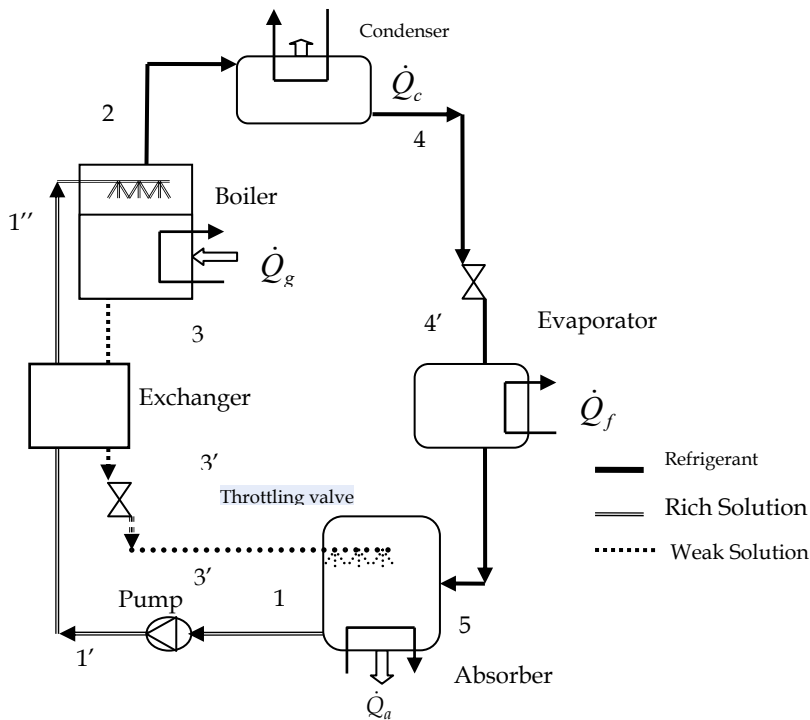 Condenser
Q̇c
2
4
Boiler
1''
Q̇g
3
4'
Evaporator
Exchanger
Q̇f
3'
Refrigerant
Throttling valve
Rich Solution
Weak Solution
3'
1
Pump
5
1'
Absorber
Q̇a